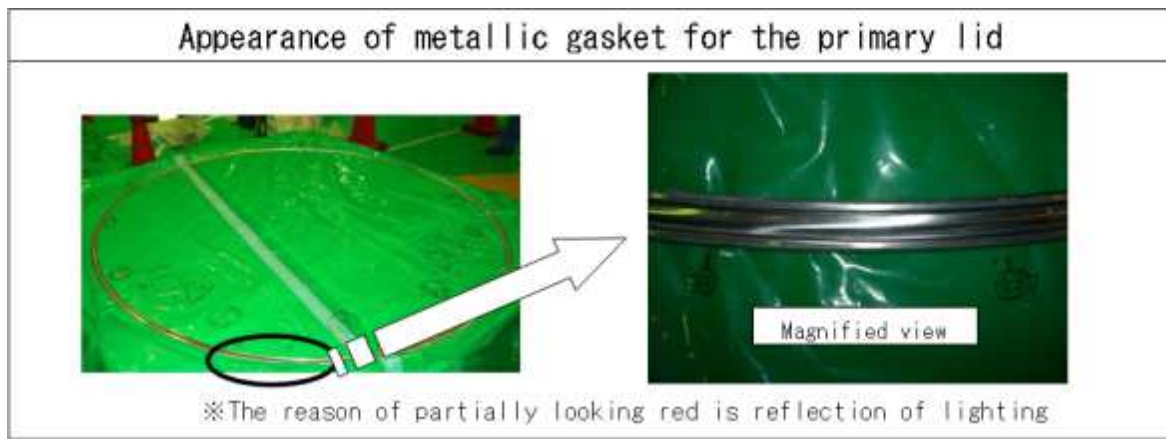 Appearance of metallic gasket for the primary lid
Magnified view
※The reason of partially looking red is reflection of lighting